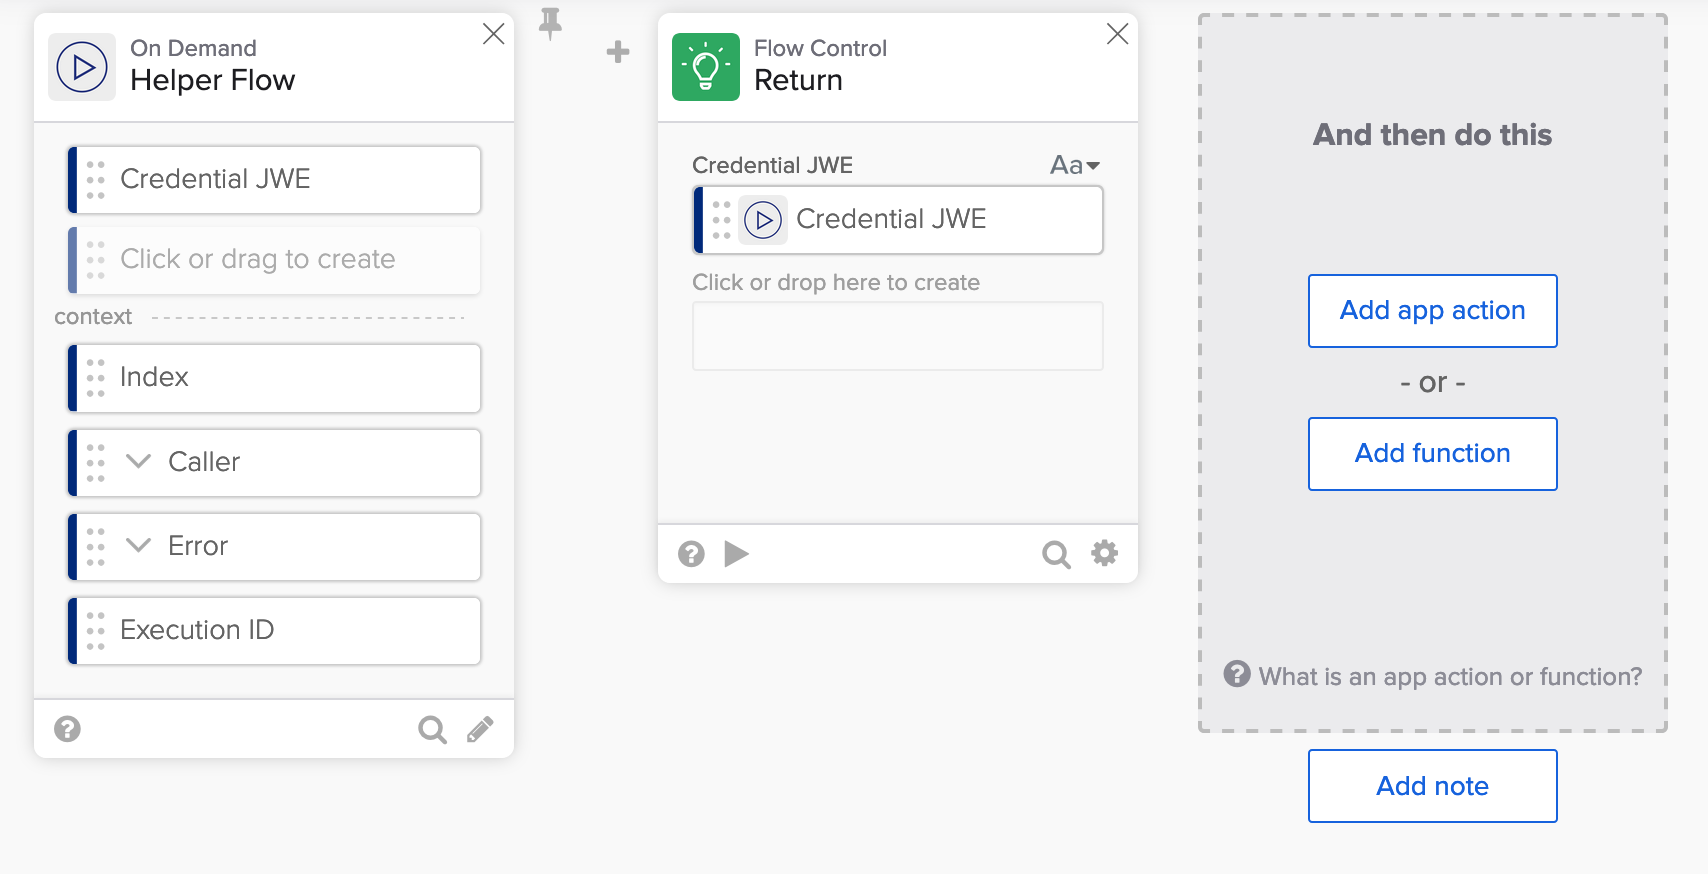 On Demand
Helper Flow
Credential JWE
Click or drag to create
context
Index
Caller
Error
Execution ID
Flow Control
Return
Credential JWE
Aa
Credential JWE
Click or drop here to create
And then do this
Add app action
- or -
Add function
What is an app action or function?
Add note